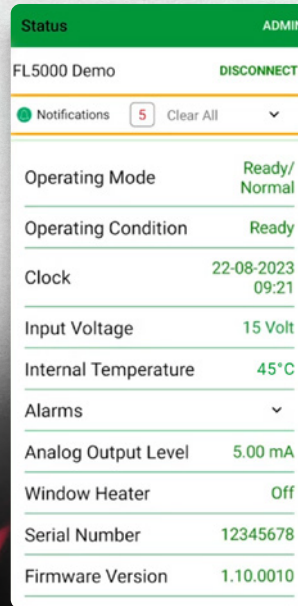 Status ADMIN
FL5000 Demo DISCONNECT
Notifications 5 Clear All
Operating Mode Ready/
Normal
Operating Condition Ready
Clock 22-08-2023
09:21
Input Voltage 15 Volt
Internal Temperature 45°C
Alarms
Analog Output Level 5.00 mA
Window Heater Off
Serial Number 12345678
Firmware Version 1.10.0010